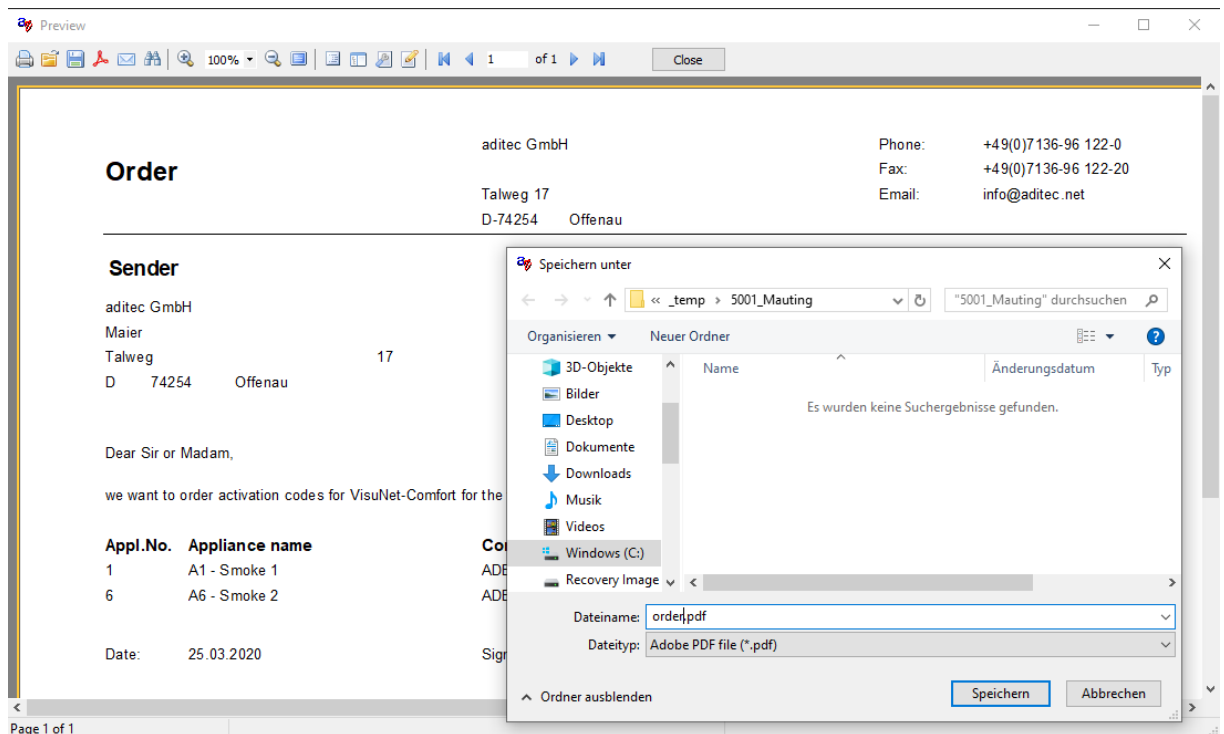 Preview
100%
1 of 1
Close
aditec GmbH Phone: +49(0)7136-96 122-0
Order
Fax: +49(0)7136-96 122-20
Talweg 17 Email: info@aditec.net
D-74254 Offenau
Sender
aditec GmbH
Maier
Talweg 17
D 74254 Offenau
Dear Sir or Madam,
we want to order activation codes for VisuNet-Comfort for the
Appl.No. Appliance name
1 A1 - Smoke 1
6 A6 - Smoke 2
Date: 25.03.2020
Speichern unter
« _temp › 5001_Mauting
"5001_Mauting" durchsuchen
Organisieren Neuer Ordner
3D-Objekte
Bilder
Desktop
Dokumente
Downloads
Musik
Videos
Windows (C:)
Recovery Image
Name Änderungsdatum Typ
Es wurden keine Suchergebnisse gefunden.
Dateiname: order.pdf
Dateityp: Adobe PDF file (*.pdf)
Ordner ausblenden
Speichern Abbrechen
Page 1 of 1